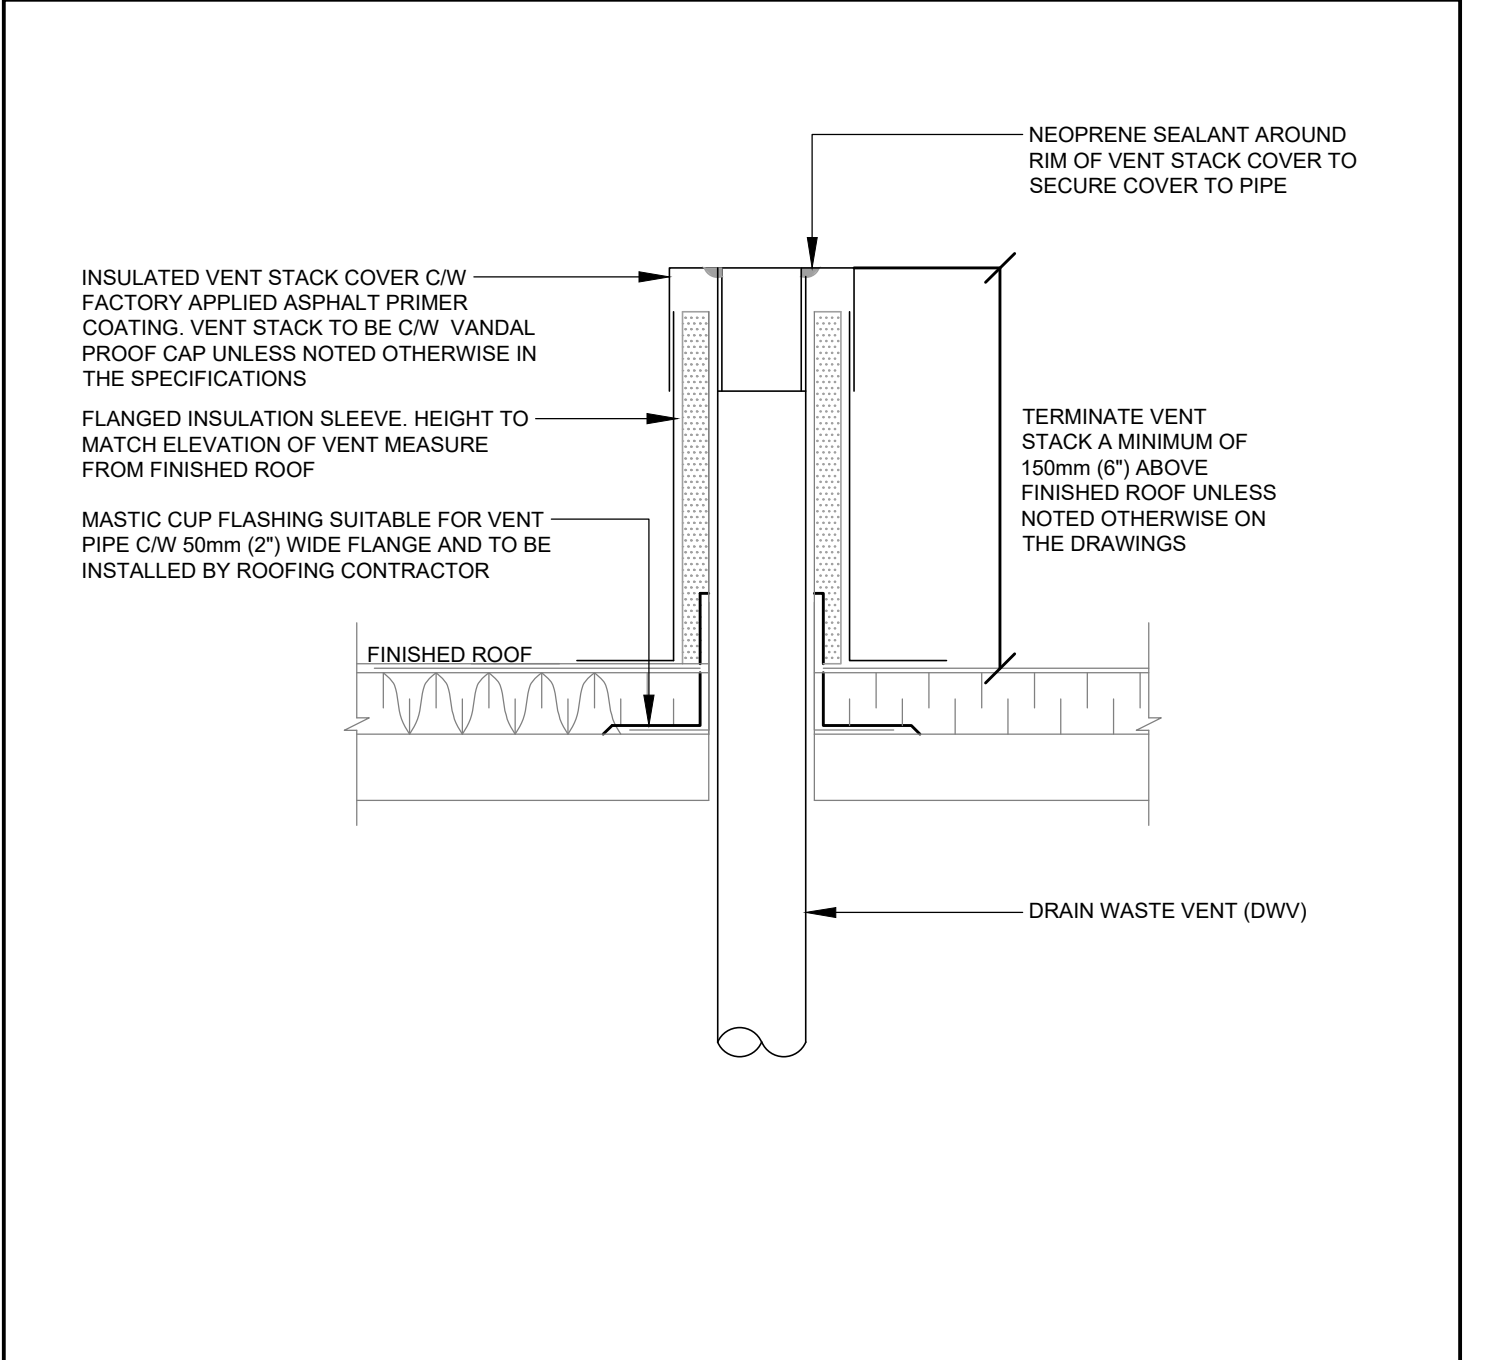 NEOPRENE SEALANT AROUND
RIM OF VENT STACK COVER TO
SECURE COVER TO PIPE
INSULATED VENT STACK COVER C/W
FACTORY APPLIED ASPHALT PRIMER
COATING. VENT STACK TO BE C/W VANDAL
PROOF CAP UNLESS NOTED OTHERWISE IN
THE SPECIFICATIONS
FLANGED INSULATION SLEEVE. HEIGHT TO
MATCH ELEVATION OF VENT MEASURE
FROM FINISHED ROOF
MASTIC CUP FLASHING SUITABLE FOR VENT
PIPE C/W 50mm (2") WIDE FLANGE AND TO BE
INSTALLED BY ROOFING CONTRACTOR
TERMINATE VENT
STACK A MINIMUM OF
150mm (6") ABOVE
FINISHED ROOF UNLESS
NOTED OTHERWISE ON
THE DRAWINGS
FINISHED ROOF
DRAIN WASTE VENT (DWV)